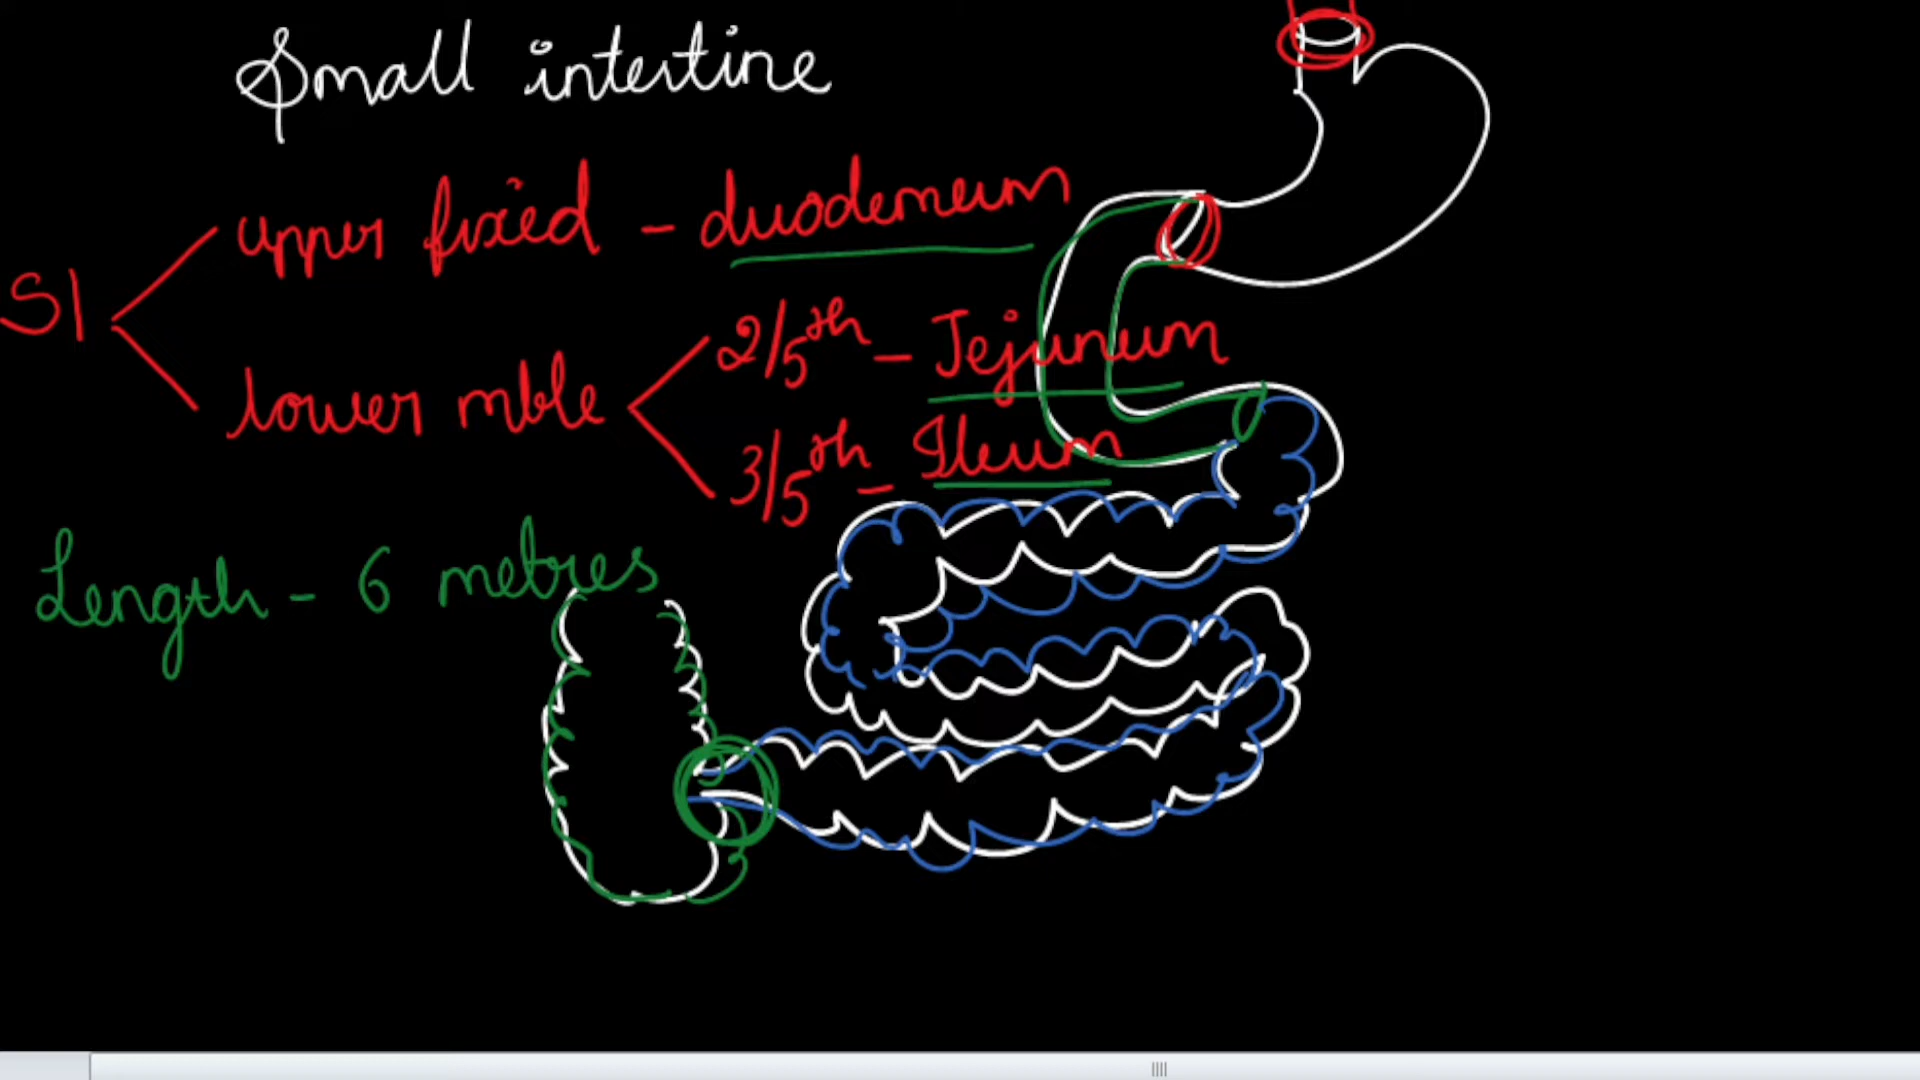 Small intestine
upper fixed - duodenum
SI
2/5th - Jejunum
lower mble
3/5th - Ileum
Length - 6 metres